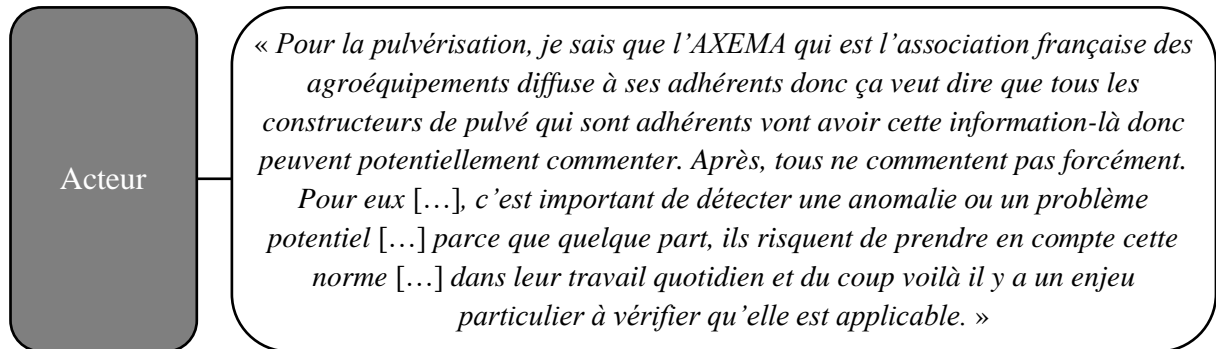 Acteur
« Pour la pulvérisation, je sais que l’AXEMA qui est l’association française des
agroéquipements diffuse à ses adhérents donc ça veut dire que tous les
constructeurs de pulvé qui sont adhérents vont avoir cette information-là donc
peuvent potentiellement commenter. Après, tous ne commentent pas forcément.
Pour eux […], c’est important de détecter une anomalie ou un problème
potentiel […] parce que quelque part, ils risquent de prendre en compte cette
norme […] dans leur travail quotidien et du coup voilà il y a un enjeu
particulier à vérifier qu’elle est applicable. »